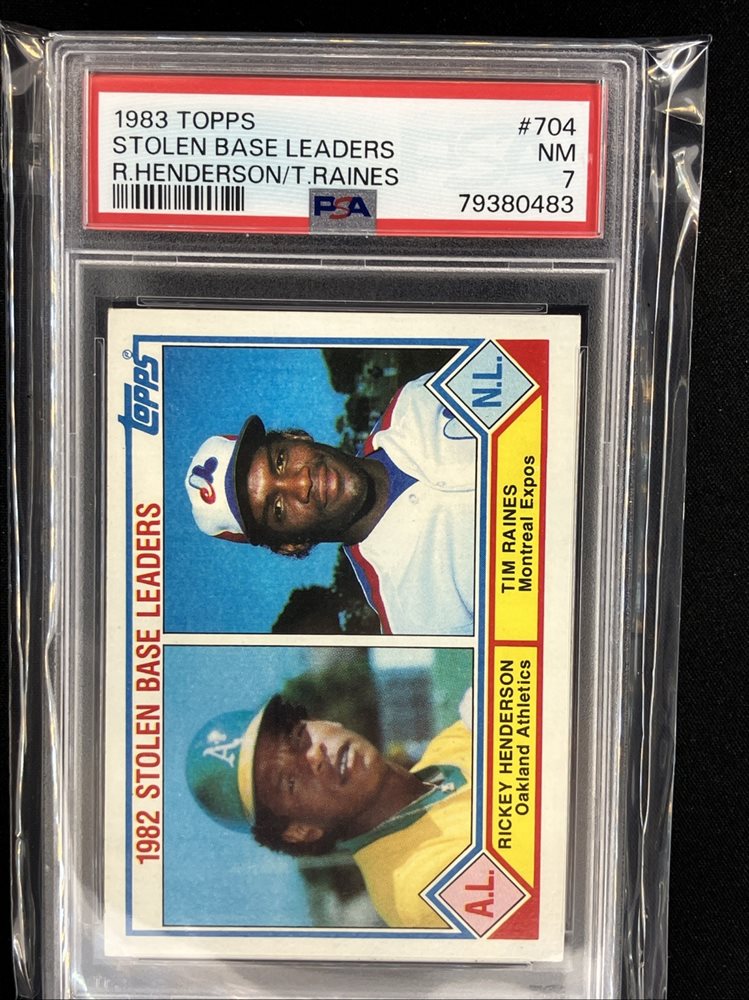 1983 TOPPS
#704
STOLEN BASE LEADERS
NM
R.HENDERSON/T.RAINES
7
PSA
79380483
1982 STOLEN BASE LEADERS
TOPPS®
A's
e
A.L.
RICKEY HENDERSON
Oakland Athletics
TIM RAINES
Montreal Expos
N.L.